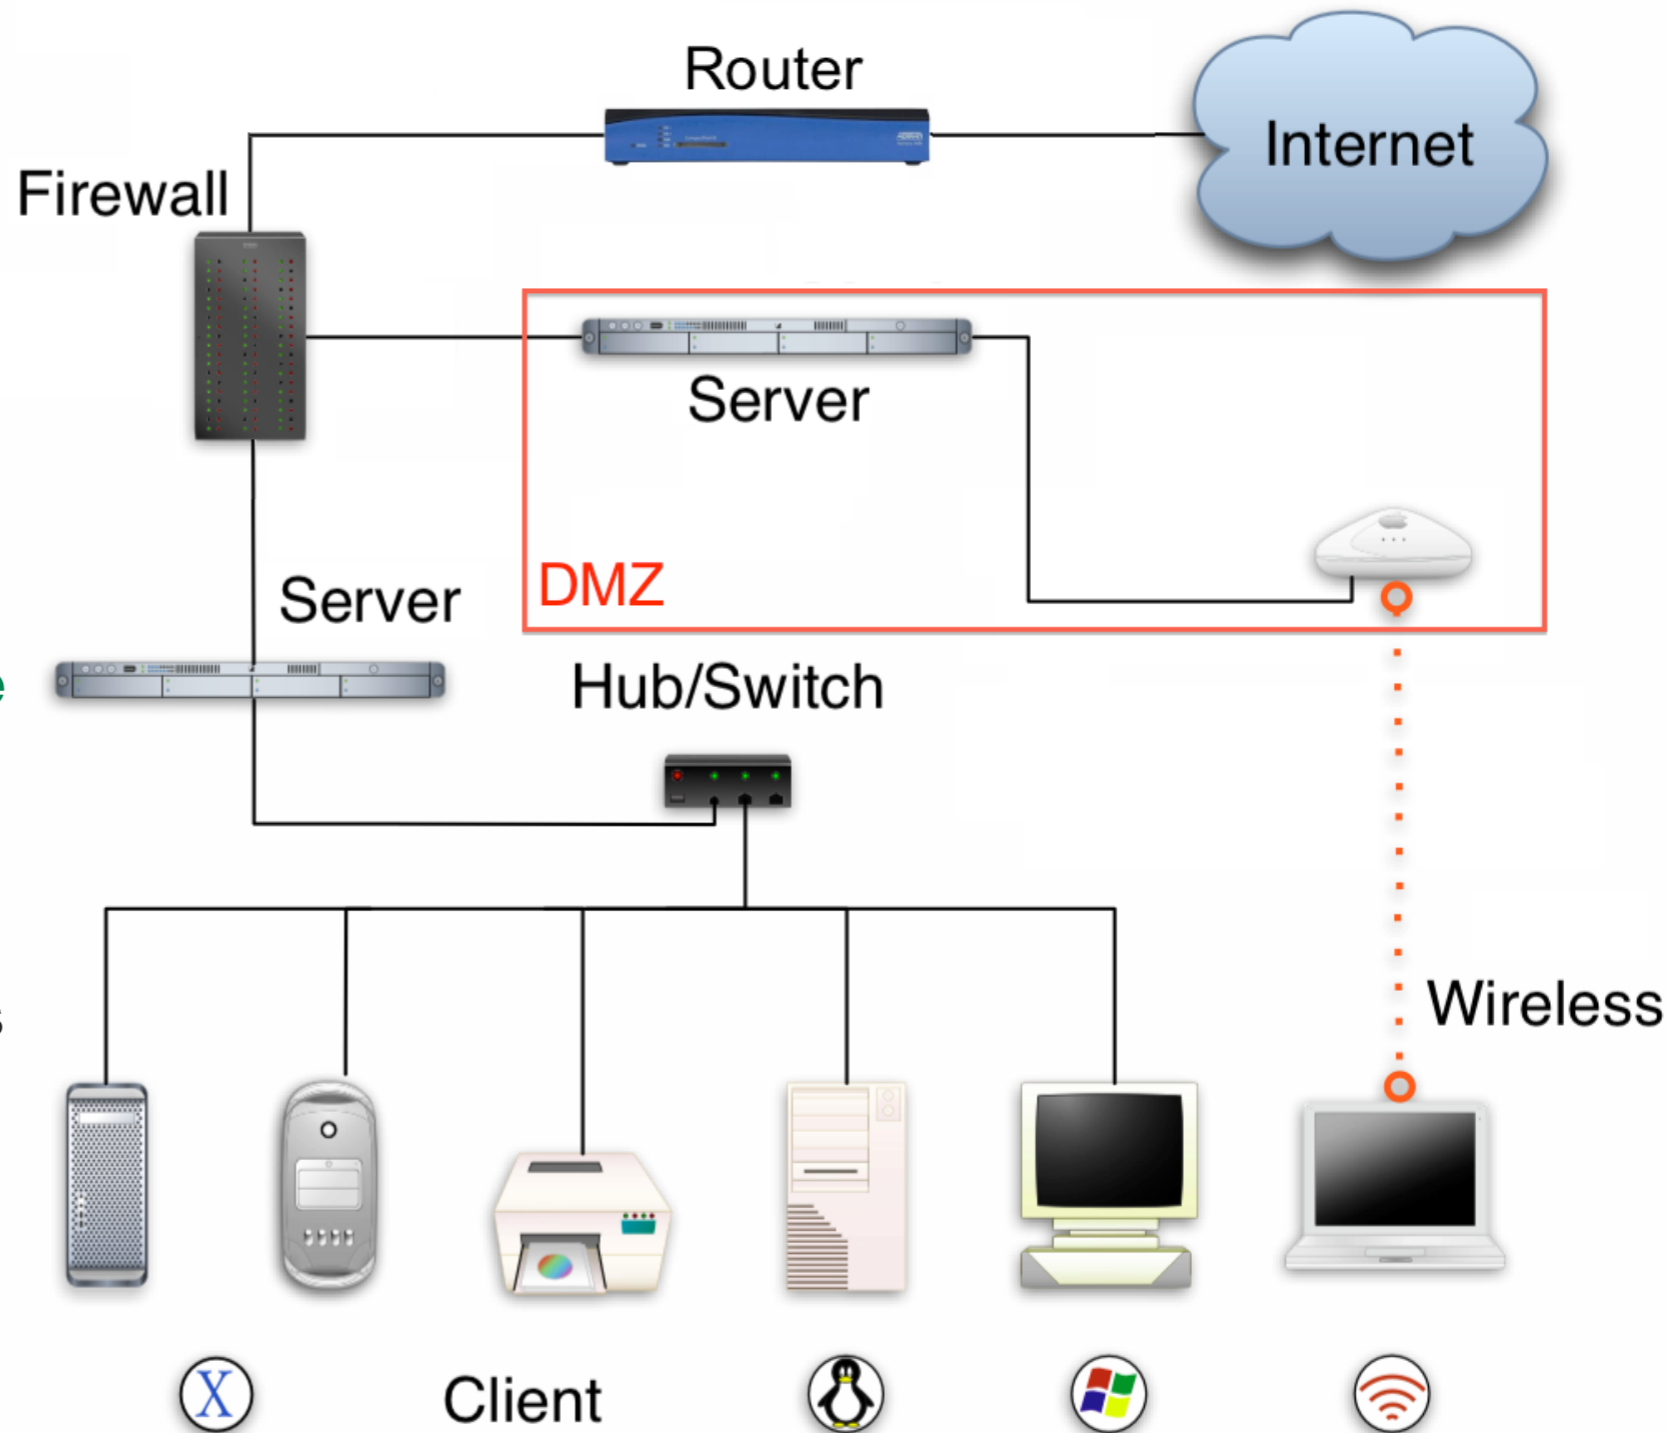 Router
Internet
Firewall
Server
DMZ
Server
e
Hub/Switch
s
Wireless
X
Client